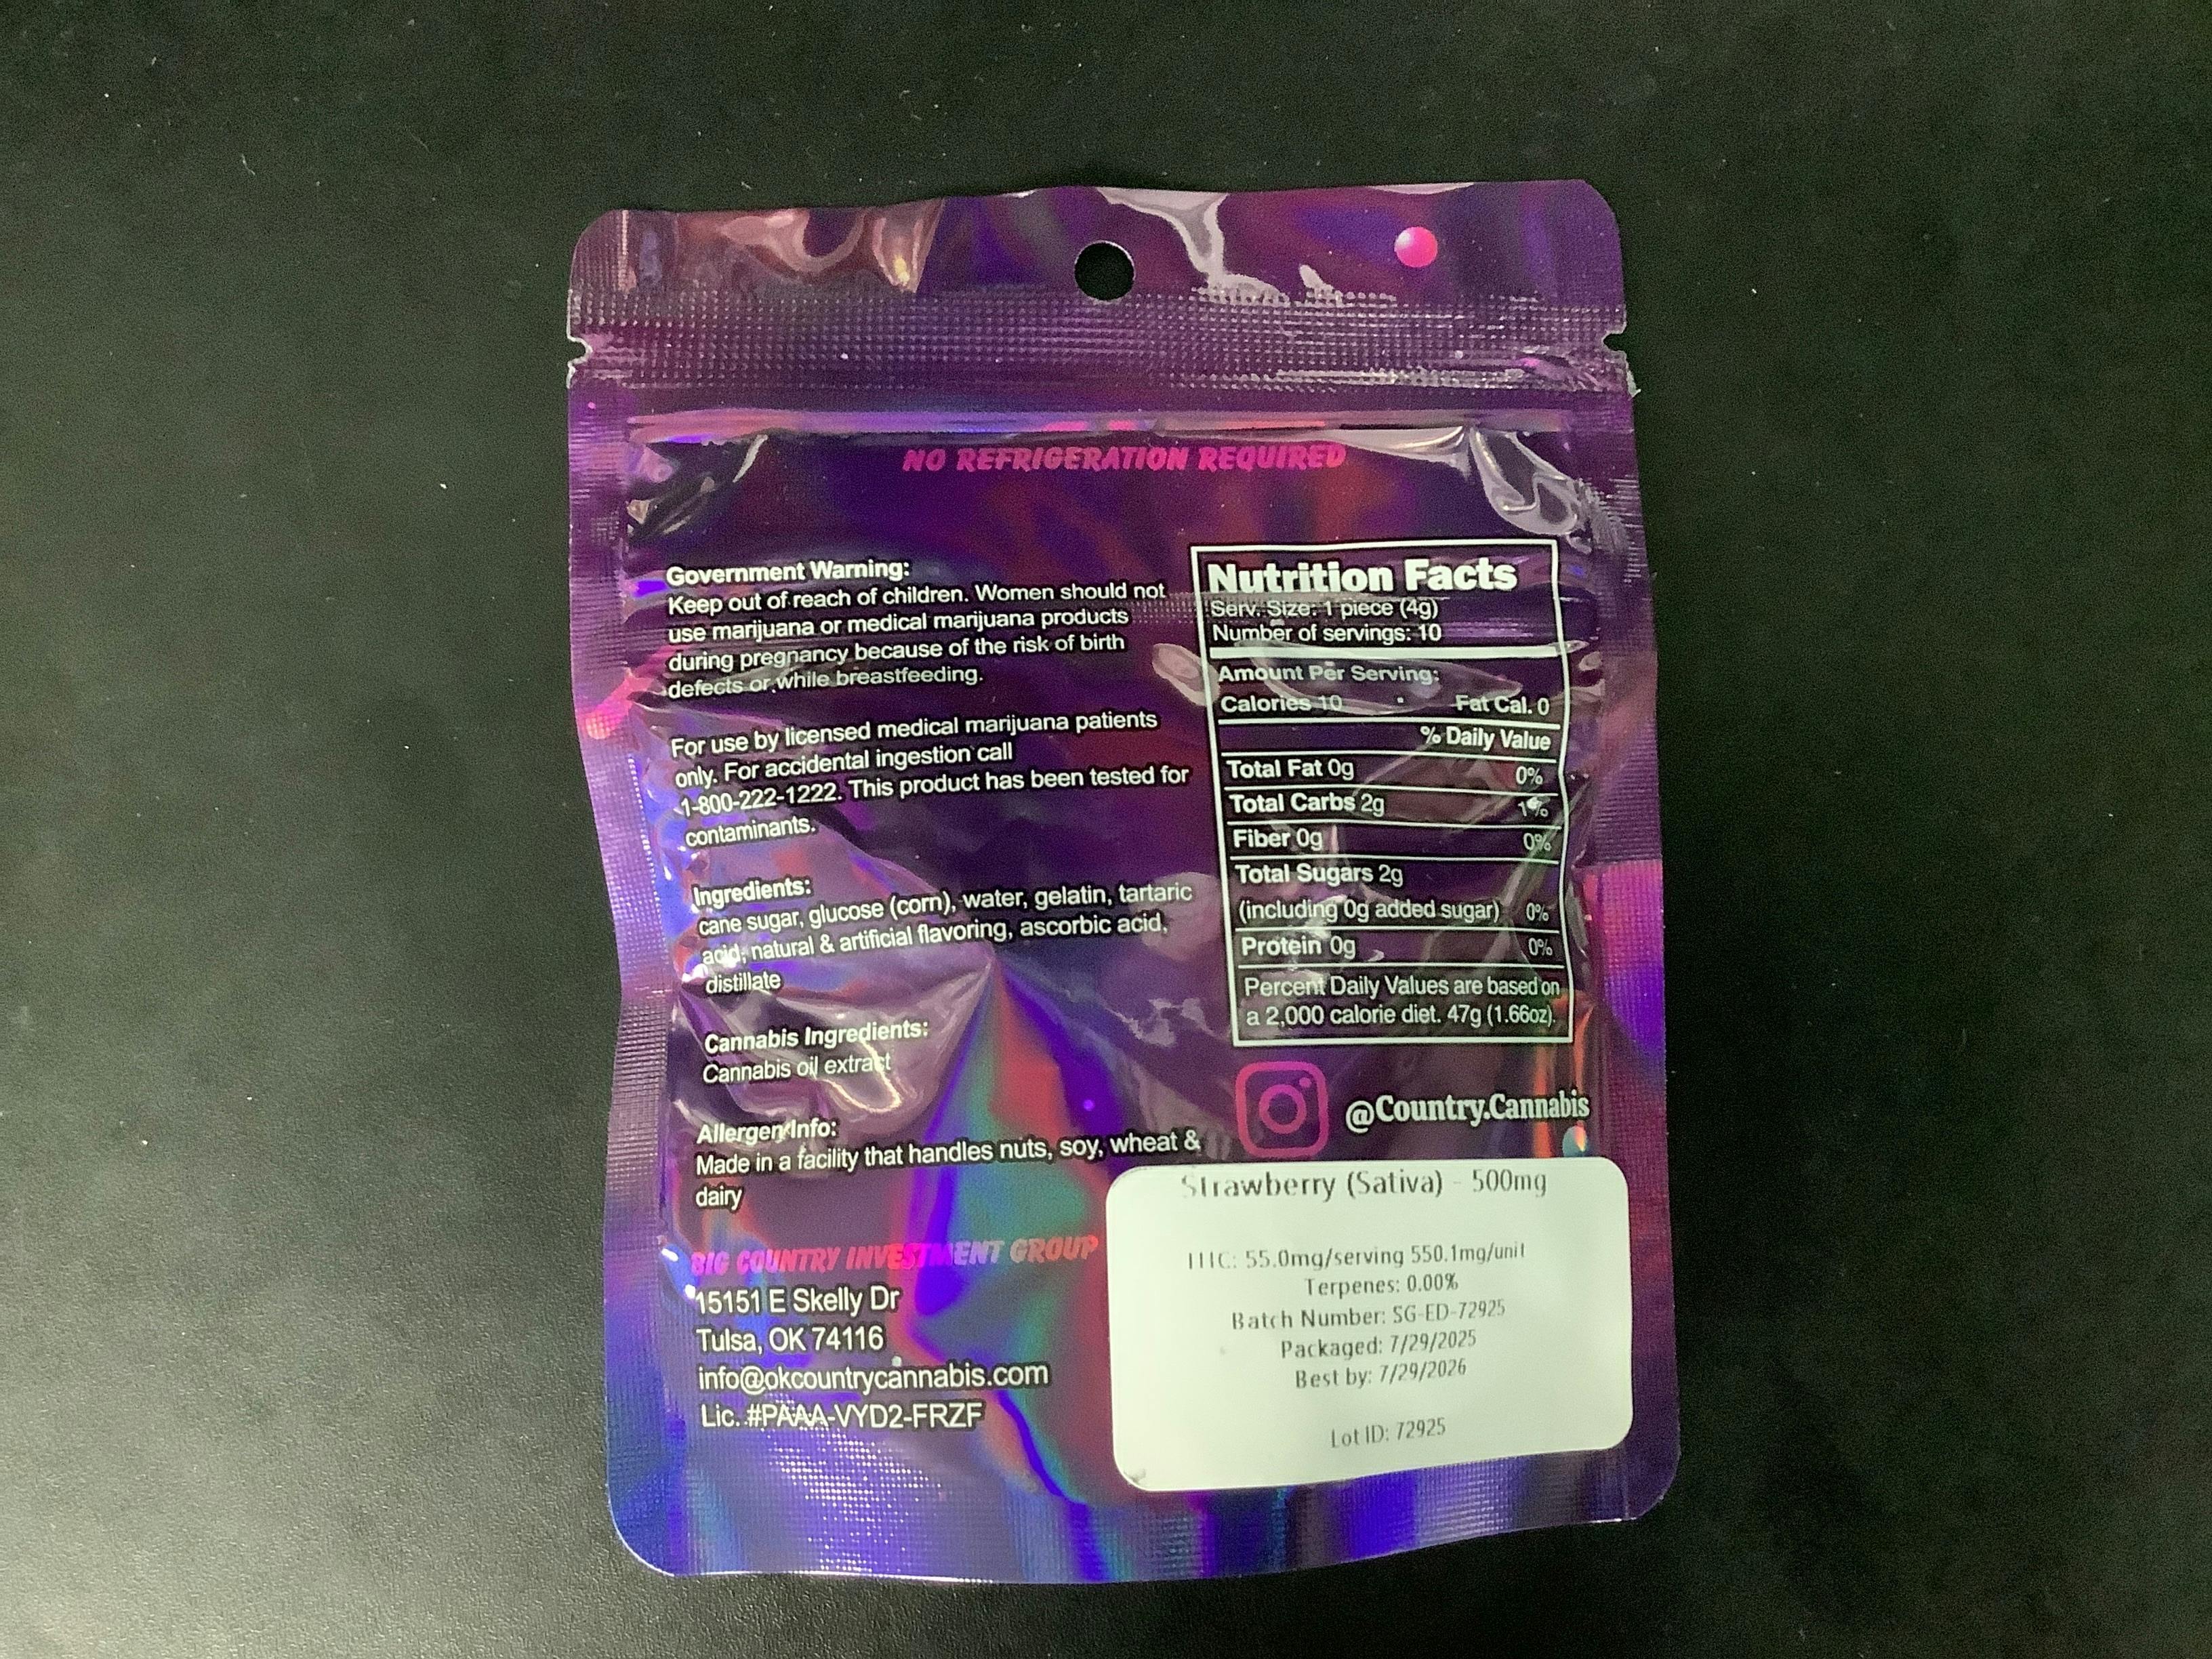 NO REFRIGERATION REQUIRED
Government Warning:
Keep out of reach of children. Women should not
use marijuana or medical marijuana products
during pregnancy because of the risk of birth
defects or while breastfeeding.
For use by licensed medical marijuana patients
only. For accidental ingestion call
1-800-222-1222. This product has been tested for
contaminants.
Ingredients:
cane sugar, glucose (corn), water, gelatin, tartaric
acid, natural & artificial flavoring, ascorbic acid,
distillate
Cannabis Ingredients:
Cannabis oil extract
Allergen Info:
Made in a facility that handles nuts, soy, wheat &
dairy
BIG COUNTRY INVESTMENT GROUP
15151 E Skelly Dr
Tulsa, OK 74116
info@okcountrycannabis.com
Lic. #PAAA-VYD2-FRZF
Nutrition Facts
Serv. Size: 1 piece (4g)
Number of servings: 10
Amount Per Serving:
Calories 10 Fat Cal. 0
% Daily Value
Total Fat 0g 0%
Total Carbs 2g 1%
Fiber 0g 0%
Total Sugars 2g
(including 0g added sugar) 0%
Protein 0g 0%
Percent Daily Values are based on
a 2,000 calorie diet. 47g (1.66oz).
@Country.Cannabis
Strawberry (Sativa) - 500mg
THC: 55.0mg/serving 550.1mg/unit
Terpenes: 0.00%
Batch Number: SG-ED-72925
Packaged: 7/29/2025
Best by: 7/29/2026
Lot ID: 72925